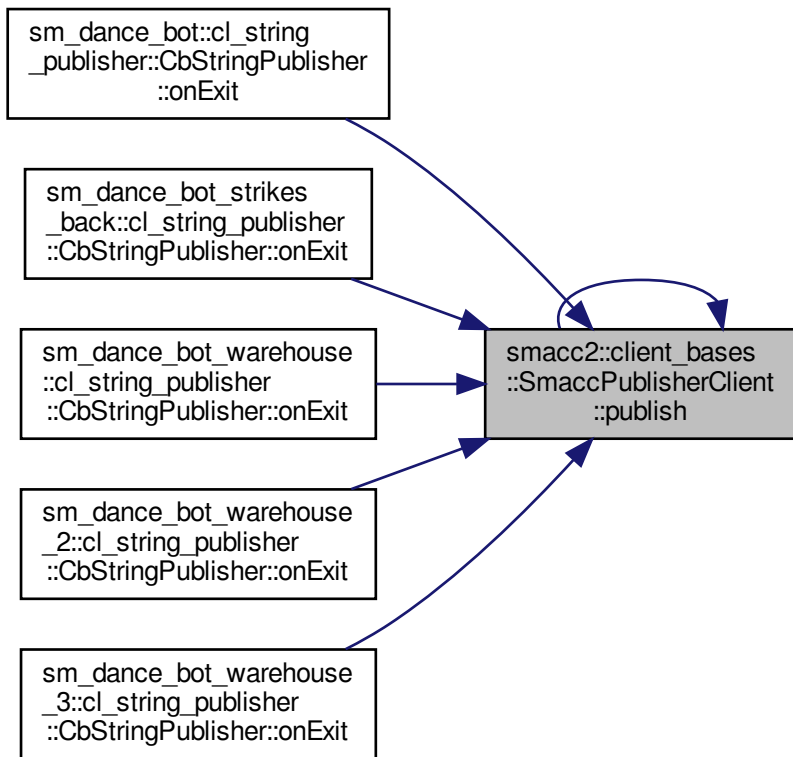 sm_dance_bot::cl_string
_publisher::CbStringPublisher
::onExit
sm_dance_bot_strikes
_back::cl_string_publisher
::CbStringPublisher::onExit
sm_dance_bot_warehouse
::cl_string_publisher
::CbStringPublisher::onExit
sm_dance_bot_warehouse
_2::cl_string_publisher
::CbStringPublisher::onExit
sm_dance_bot_warehouse
_3::cl_string_publisher
::CbStringPublisher::onExit
smacc2::client_bases
::SmaccPublisherClient
::publish